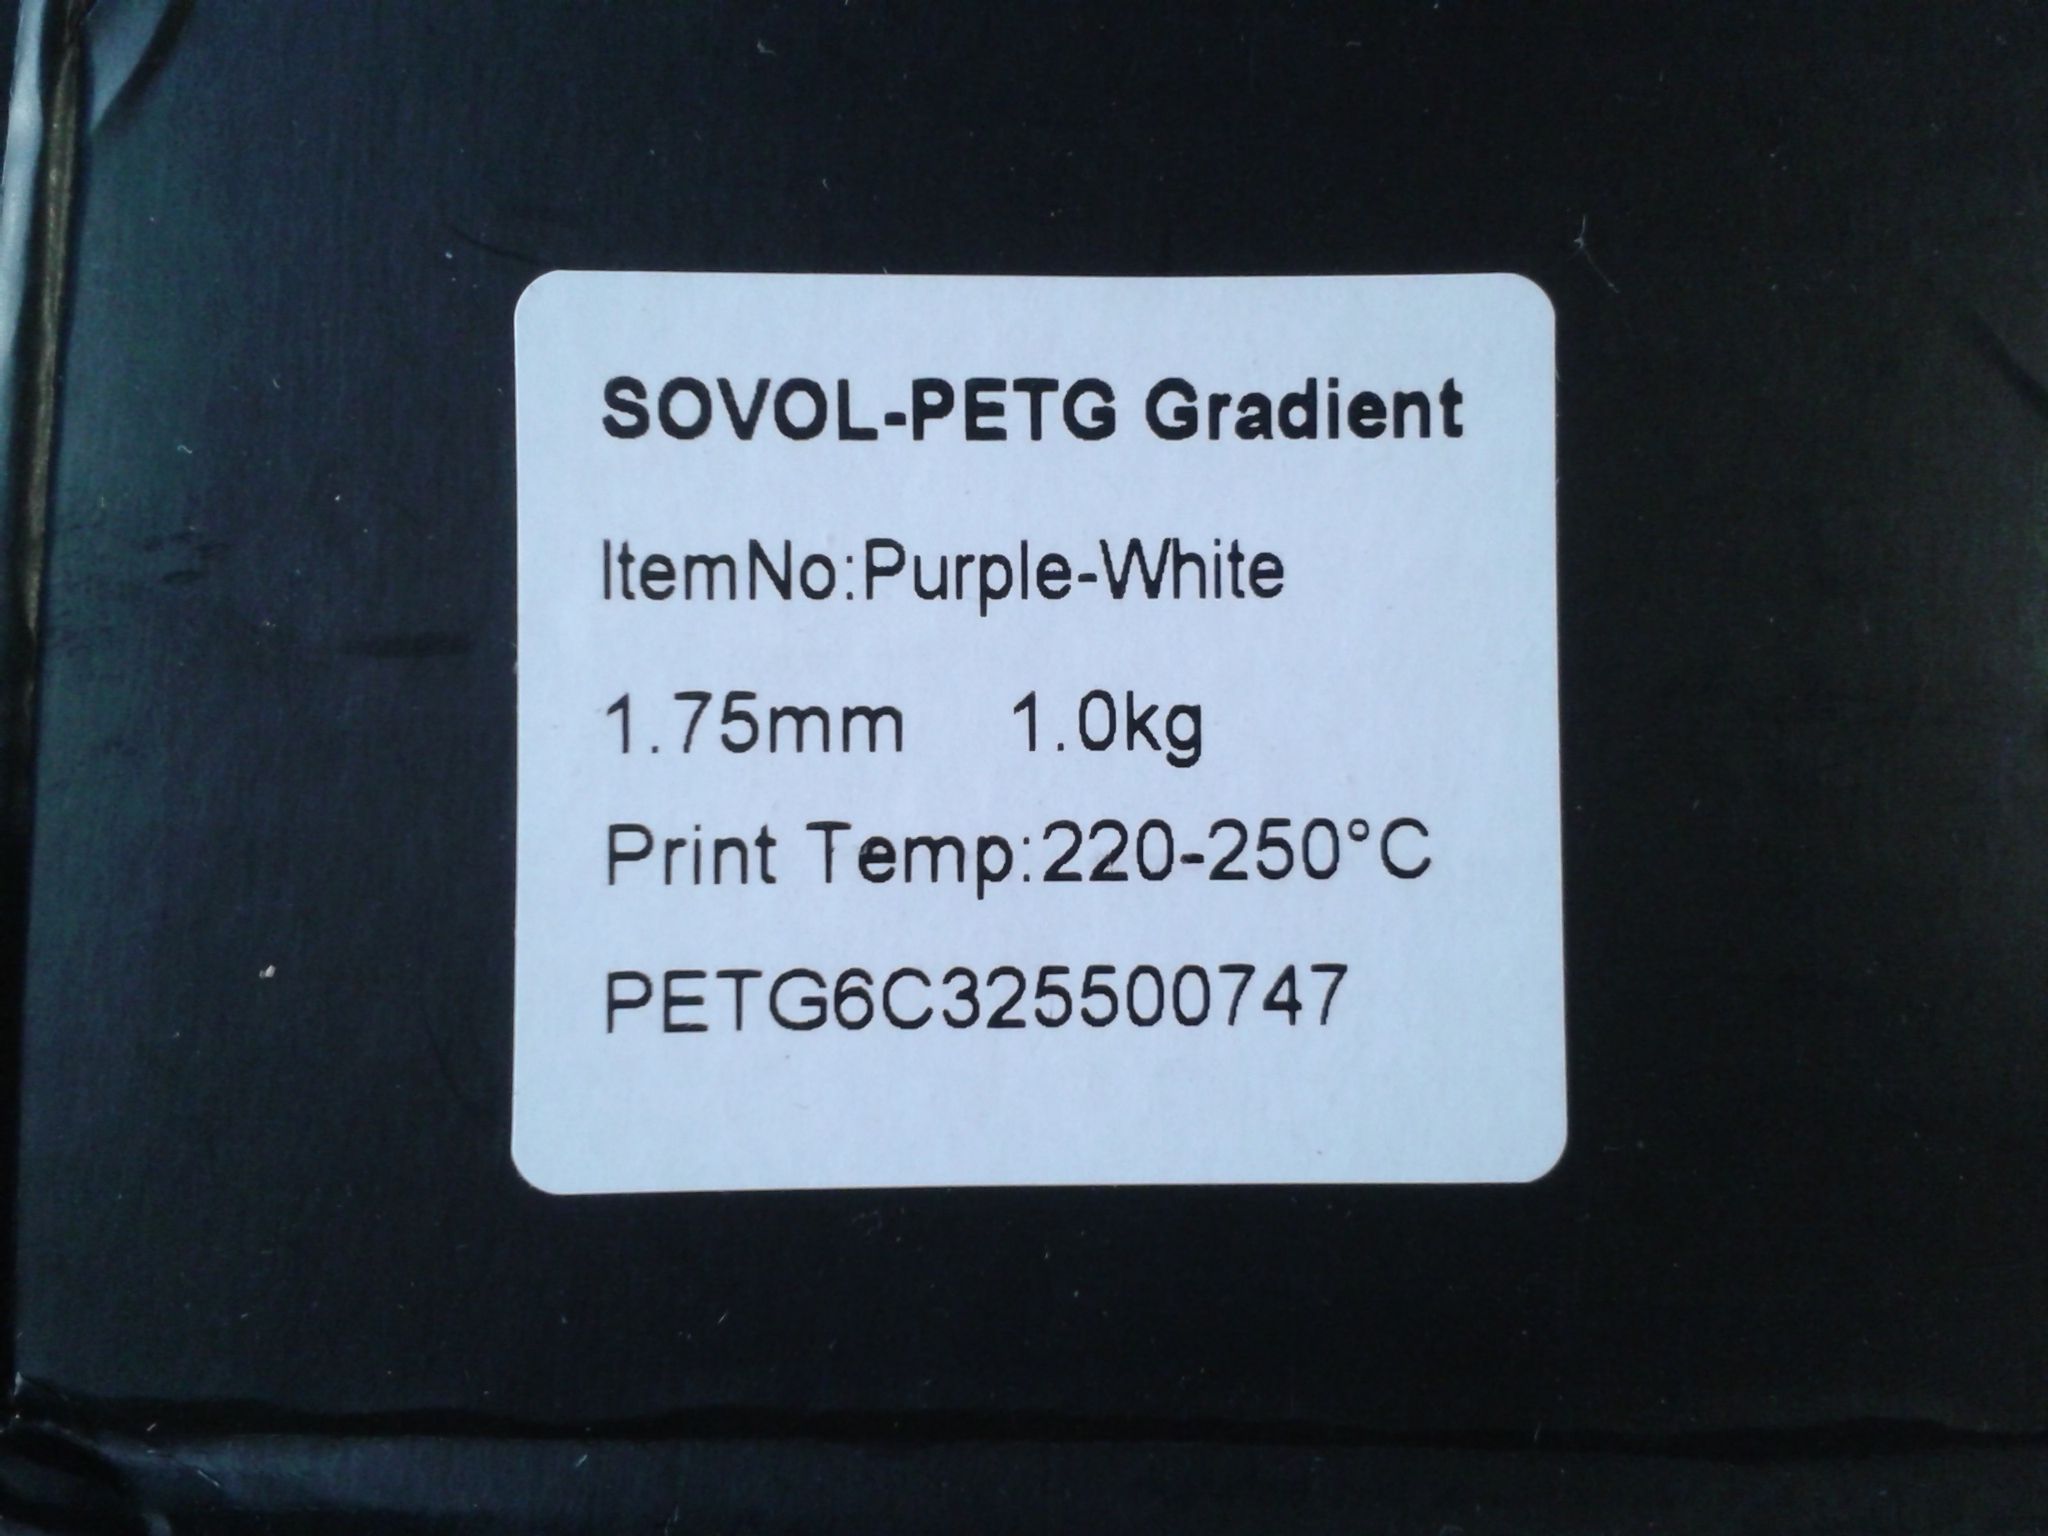 SOVOL-PETG Gradient
ItemNo:Purple-White
1.75mm 1.0kg
Print Temp:220-250°C
PETG6C325500747